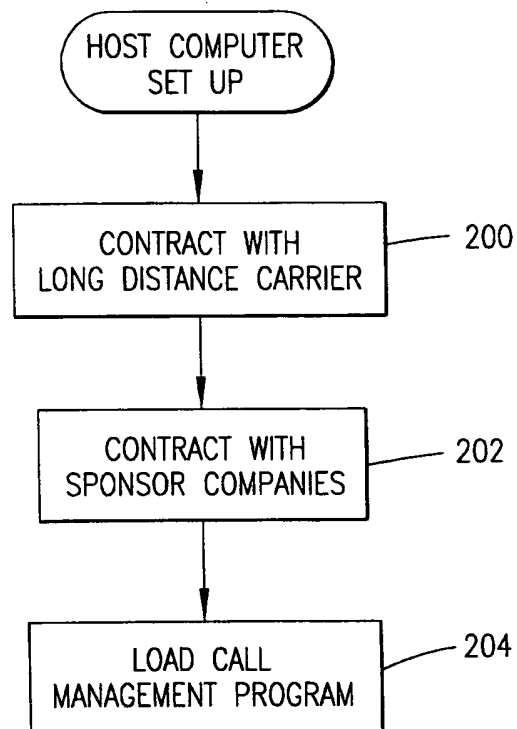 HOST COMPUTER
SET UP
CONTRACT WITH
LONG DISTANCE CARRIER
200
CONTRACT WITH
SPONSOR COMPANIES
202
LOAD CALL
MANAGEMENT PROGRAM
204